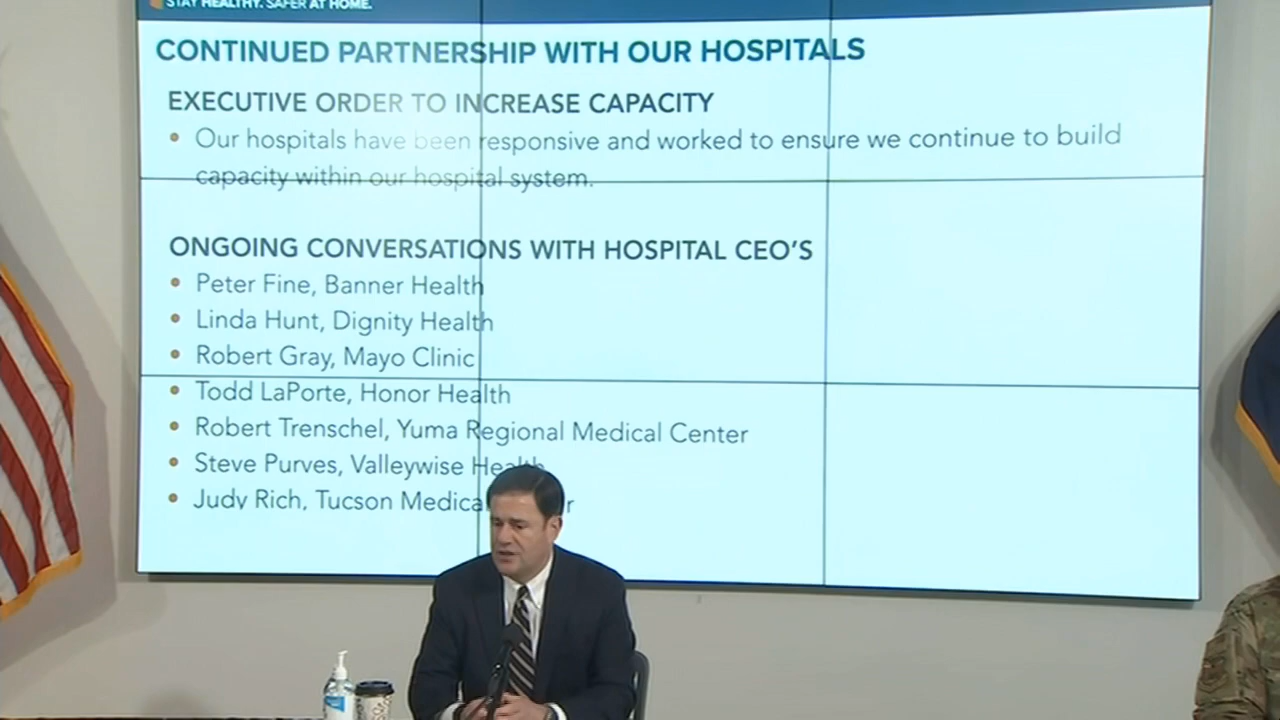 STAY HEALTHY. SAFER AT HOME.
CONTINUED PARTNERSHIP WITH OUR HOSPITALS
EXECUTIVE ORDER TO INCREASE CAPACITY
• Our hospitals have been responsive and worked to ensure we continue to build
capacity within our hospital system.
ONGOING CONVERSATIONS WITH HOSPITAL CEO'S
• Peter Fine, Banner Health
• Linda Hunt, Dignity Health
• Robert Gray, Mayo Clinic
• Todd LaPorte, Honor Health
• Robert Trenschel, Yuma Regional Medical Center
• Steve Purves, Valleywise Health
• Judy Rich, Tucson Medica